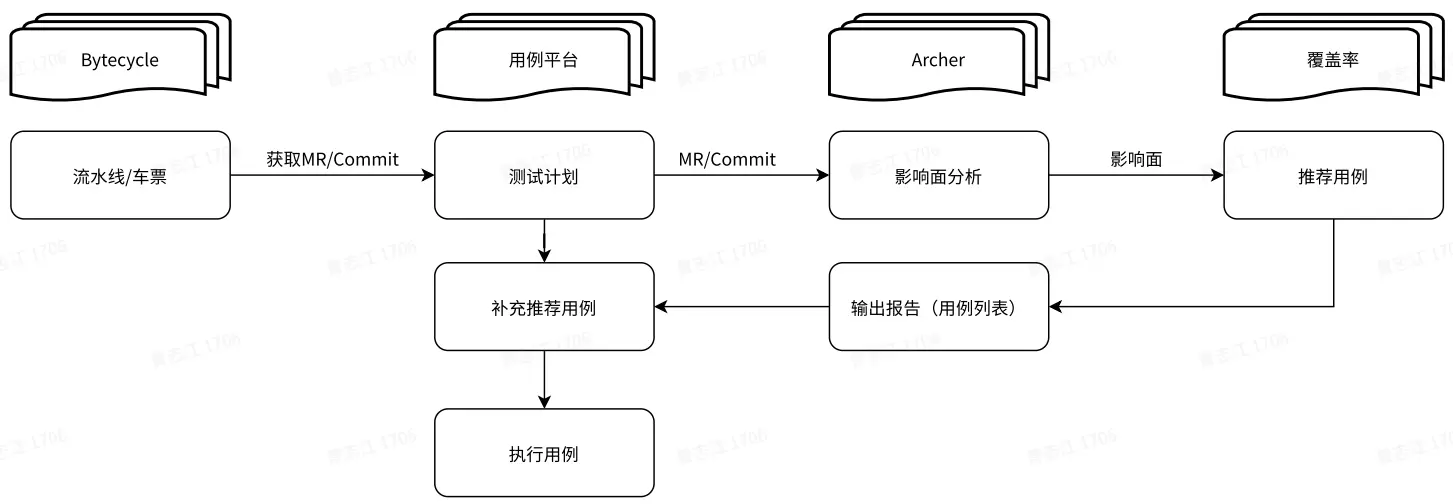 Bytecycle
用例平台
Archer
覆盖率
流水线/车票
获取MR/Commit
测试计划
MR/Commit
影响面分析
影响面
推荐用例
补充推荐用例
输出报告（用例列表）
执行用例